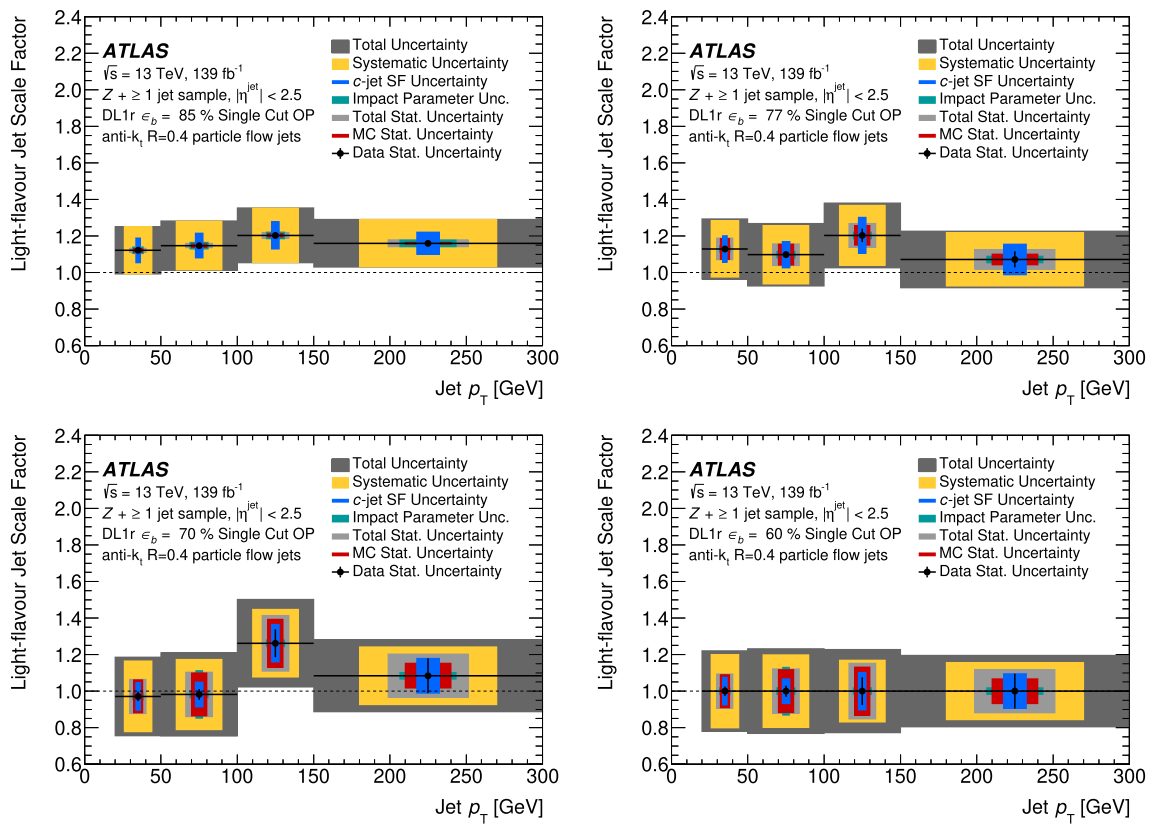 Light-flavour Jet Scale Factor
2.4
2.2
2.0
1.8
1.6
1.4
1.2
1.0
0.8
0.6
ATLAS
√s = 13 TeV, 139 fb⁻¹
Z + ≥ 1 jet sample, |η^jet| < 2.5
DL1r ϵ_b = 85 % Single Cut OP
anti-k_t R=0.4 particle flow jets
Total Uncertainty
Systematic Uncertainty
c-jet SF Uncertainty
Impact Parameter Unc.
Total Stat. Uncertainty
MC Stat. Uncertainty
Data Stat. Uncertainty
0 50 100 150 200 250 300
Jet p_T [GeV]
Light-flavour Jet Scale Factor
2.4
2.2
2.0
1.8
1.6
1.4
1.2
1.0
0.8
0.6
ATLAS
√s = 13 TeV, 139 fb⁻¹
Z + ≥ 1 jet sample, |η^jet| < 2.5
DL1r ϵ_b = 77 % Single Cut OP
anti-k_t R=0.4 particle flow jets
Total Uncertainty
Systematic Uncertainty
c-jet SF Uncertainty
Impact Parameter Unc.
Total Stat. Uncertainty
MC Stat. Uncertainty
Data Stat. Uncertainty
0 50 100 150 200 250 300
Jet p_T [GeV]
Light-flavour Jet Scale Factor
2.4
2.2
2.0
1.8
1.6
1.4
1.2
1.0
0.8
0.6
ATLAS
√s = 13 TeV, 139 fb⁻¹
Z + ≥ 1 jet sample, |η^jet| < 2.5
DL1r ϵ_b = 70 % Single Cut OP
anti-k_t R=0.4 particle flow jets
Total Uncertainty
Systematic Uncertainty
c-jet SF Uncertainty
Impact Parameter Unc.
Total Stat. Uncertainty
MC Stat. Uncertainty
Data Stat. Uncertainty
0 50 100 150 200 250 300
Jet p_T [GeV]
Light-flavour Jet Scale Factor
2.4
2.2
2.0
1.8
1.6
1.4
1.2
1.0
0.8
0.6
ATLAS
√s = 13 TeV, 139 fb⁻¹
Z + ≥ 1 jet sample, |η^jet| < 2.5
DL1r ϵ_b = 60 % Single Cut OP
anti-k_t R=0.4 particle flow jets
Total Uncertainty
Systematic Uncertainty
c-jet SF Uncertainty
Impact Parameter Unc.
Total Stat. Uncertainty
MC Stat. Uncertainty
Data Stat. Uncertainty
0 50 100 150 200 250 300
Jet p_T [GeV]